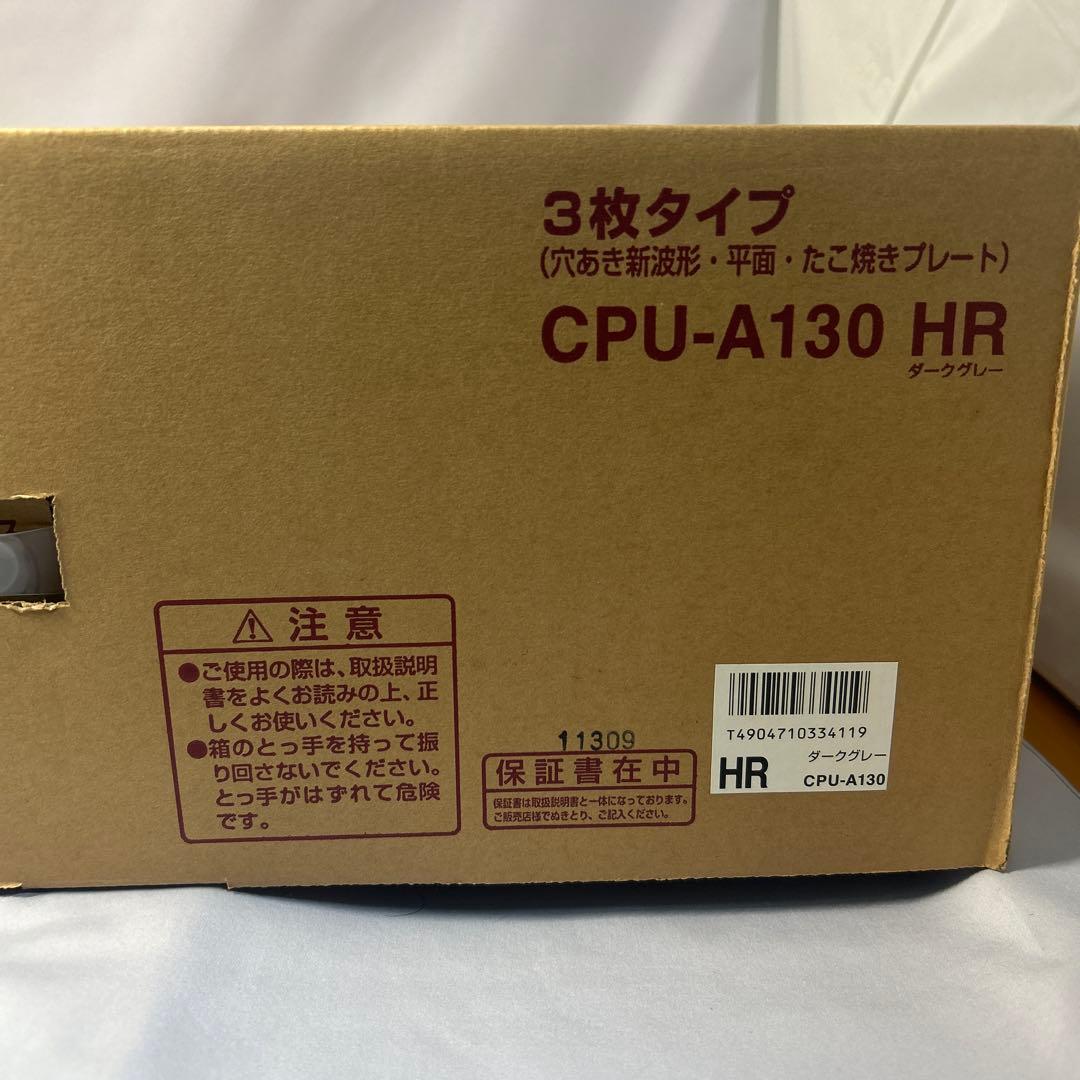 3枚タイプ
(穴あき新波形・平面・たこ焼きプレート)
CPU-A130 HR
ダークグレー
⚠注意
●ご使用の際は、取扱説明
書をよくお読みの上、正
しくお使いください。
●箱のとっ手を持って振
り回さないでください。
とっ手がはずれて危険
です。
11309
保証書在中
保証書は取扱説明書と一体になっております。
ご販売店様でぬきとり、ご記入ください。
T4904710334119
ダークグレー
HR CPU-A130